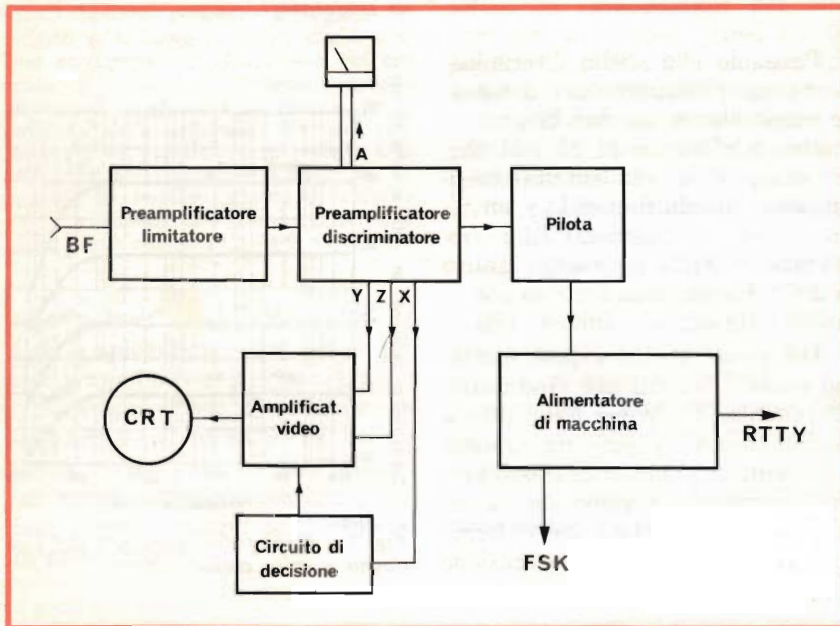 A
Preamplificatore
limitatore
Preamplificatore
discriminatore
Pilota
BF
Y Z X
CRT
Amplificat.
video
Alimentatore
di macchina
RTTY
Circuito di
decisione
FSK